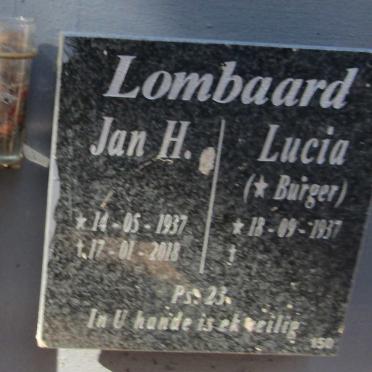 Lombaard
Jan H. Lucia
(★ Burger)
★ 14-05-1937 ★ 18-09-1937
† 17-01-2018 †
Ps. 23
In U hande is ek veilig
150